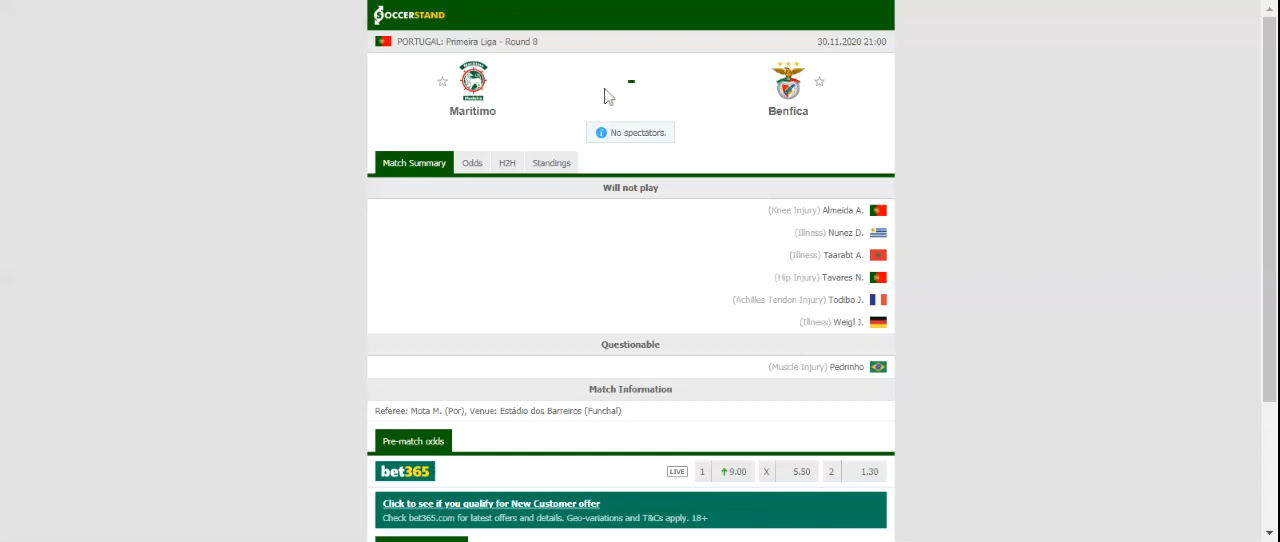 SOCCERSTAND
PORTUGAL: Primeira Liga - Round 8 30.11.2020 21:00
-
Maritimo Benfica
No spectators.
Match Summary Odds H2H Standings
Will not play
(Knee Injury) Almeida A.
(Illness) Nunez D.
(Illness) Taarabt A.
(Hip Injury) Tavares N.
(Achilles Tendon Injury) Todibo J.
(Illness) Weigl J.
Questionable
(Muscle Injury) Pedrinho
Match Information
Referee: Mota M. (Por), Venue: Estádio dos Barreiros (Funchal)
Pre-match odds
bet365 LIVE 1 9.00 X 5.50 2 1.30
Click to see if you qualify for New Customer offer
Check bet365.com for latest offers and details. Geo-variations and T&Cs apply. 18+